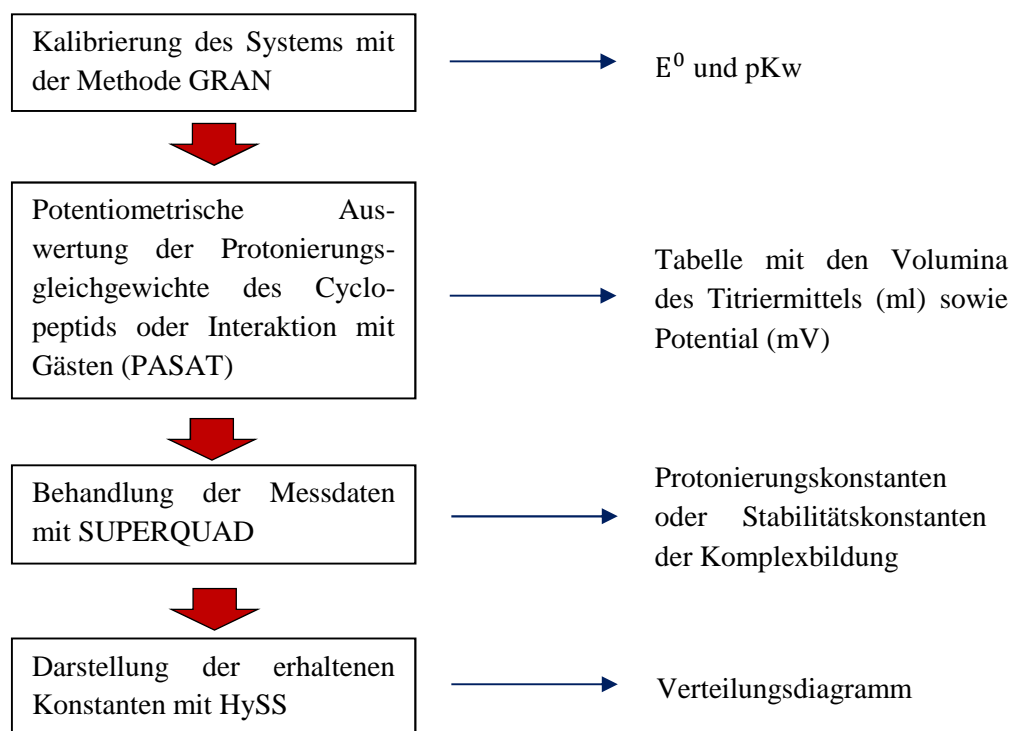 Kalibrierung des Systems mit
der Methode GRAN
E⁰ und pKw
Potentiometrische Aus-
wertung der Protonierungs-
gleichgewichte des Cyclo-
peptids oder Interaktion mit
Gästen (PASAT)
Tabelle mit den Volumina
des Titriermittels (ml) sowie
Potential (mV)
Behandlung der Messdaten
mit SUPERQUAD
Protonierungskonstanten
oder Stabilitätskonstanten
der Komplexbildung
Darstellung der erhaltenen
Konstanten mit HySS
Verteilungsdiagramm